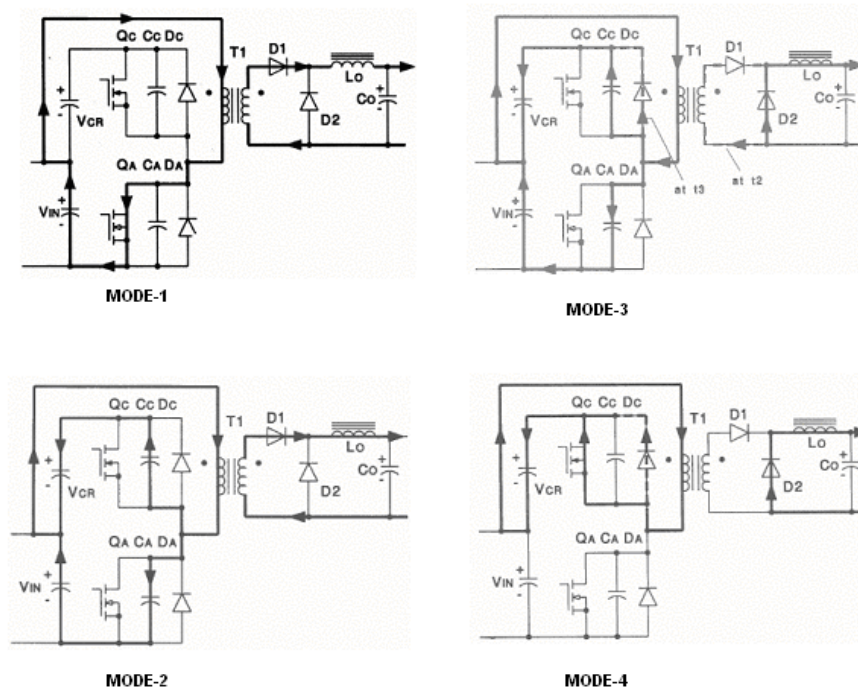 QC CC DC
T1
D1
LO
CO
D2
+
-
VCR
QA CA DA
VIN
+
-
MODE-1
QC CC DC
T1
D1
LO
CO
D2
+
-
VCR
at t3
at t2
QA CA DA
VIN
+
-
MODE-3
QC CC DC
T1
D1
LO
CO
D2
+
-
VCR
QA CA DA
VIN
+
-
MODE-2
QC CC DC
T1
D1
LO
CO
D2
+
-
VCR
QA CA DA
VIN
+
-
MODE-4